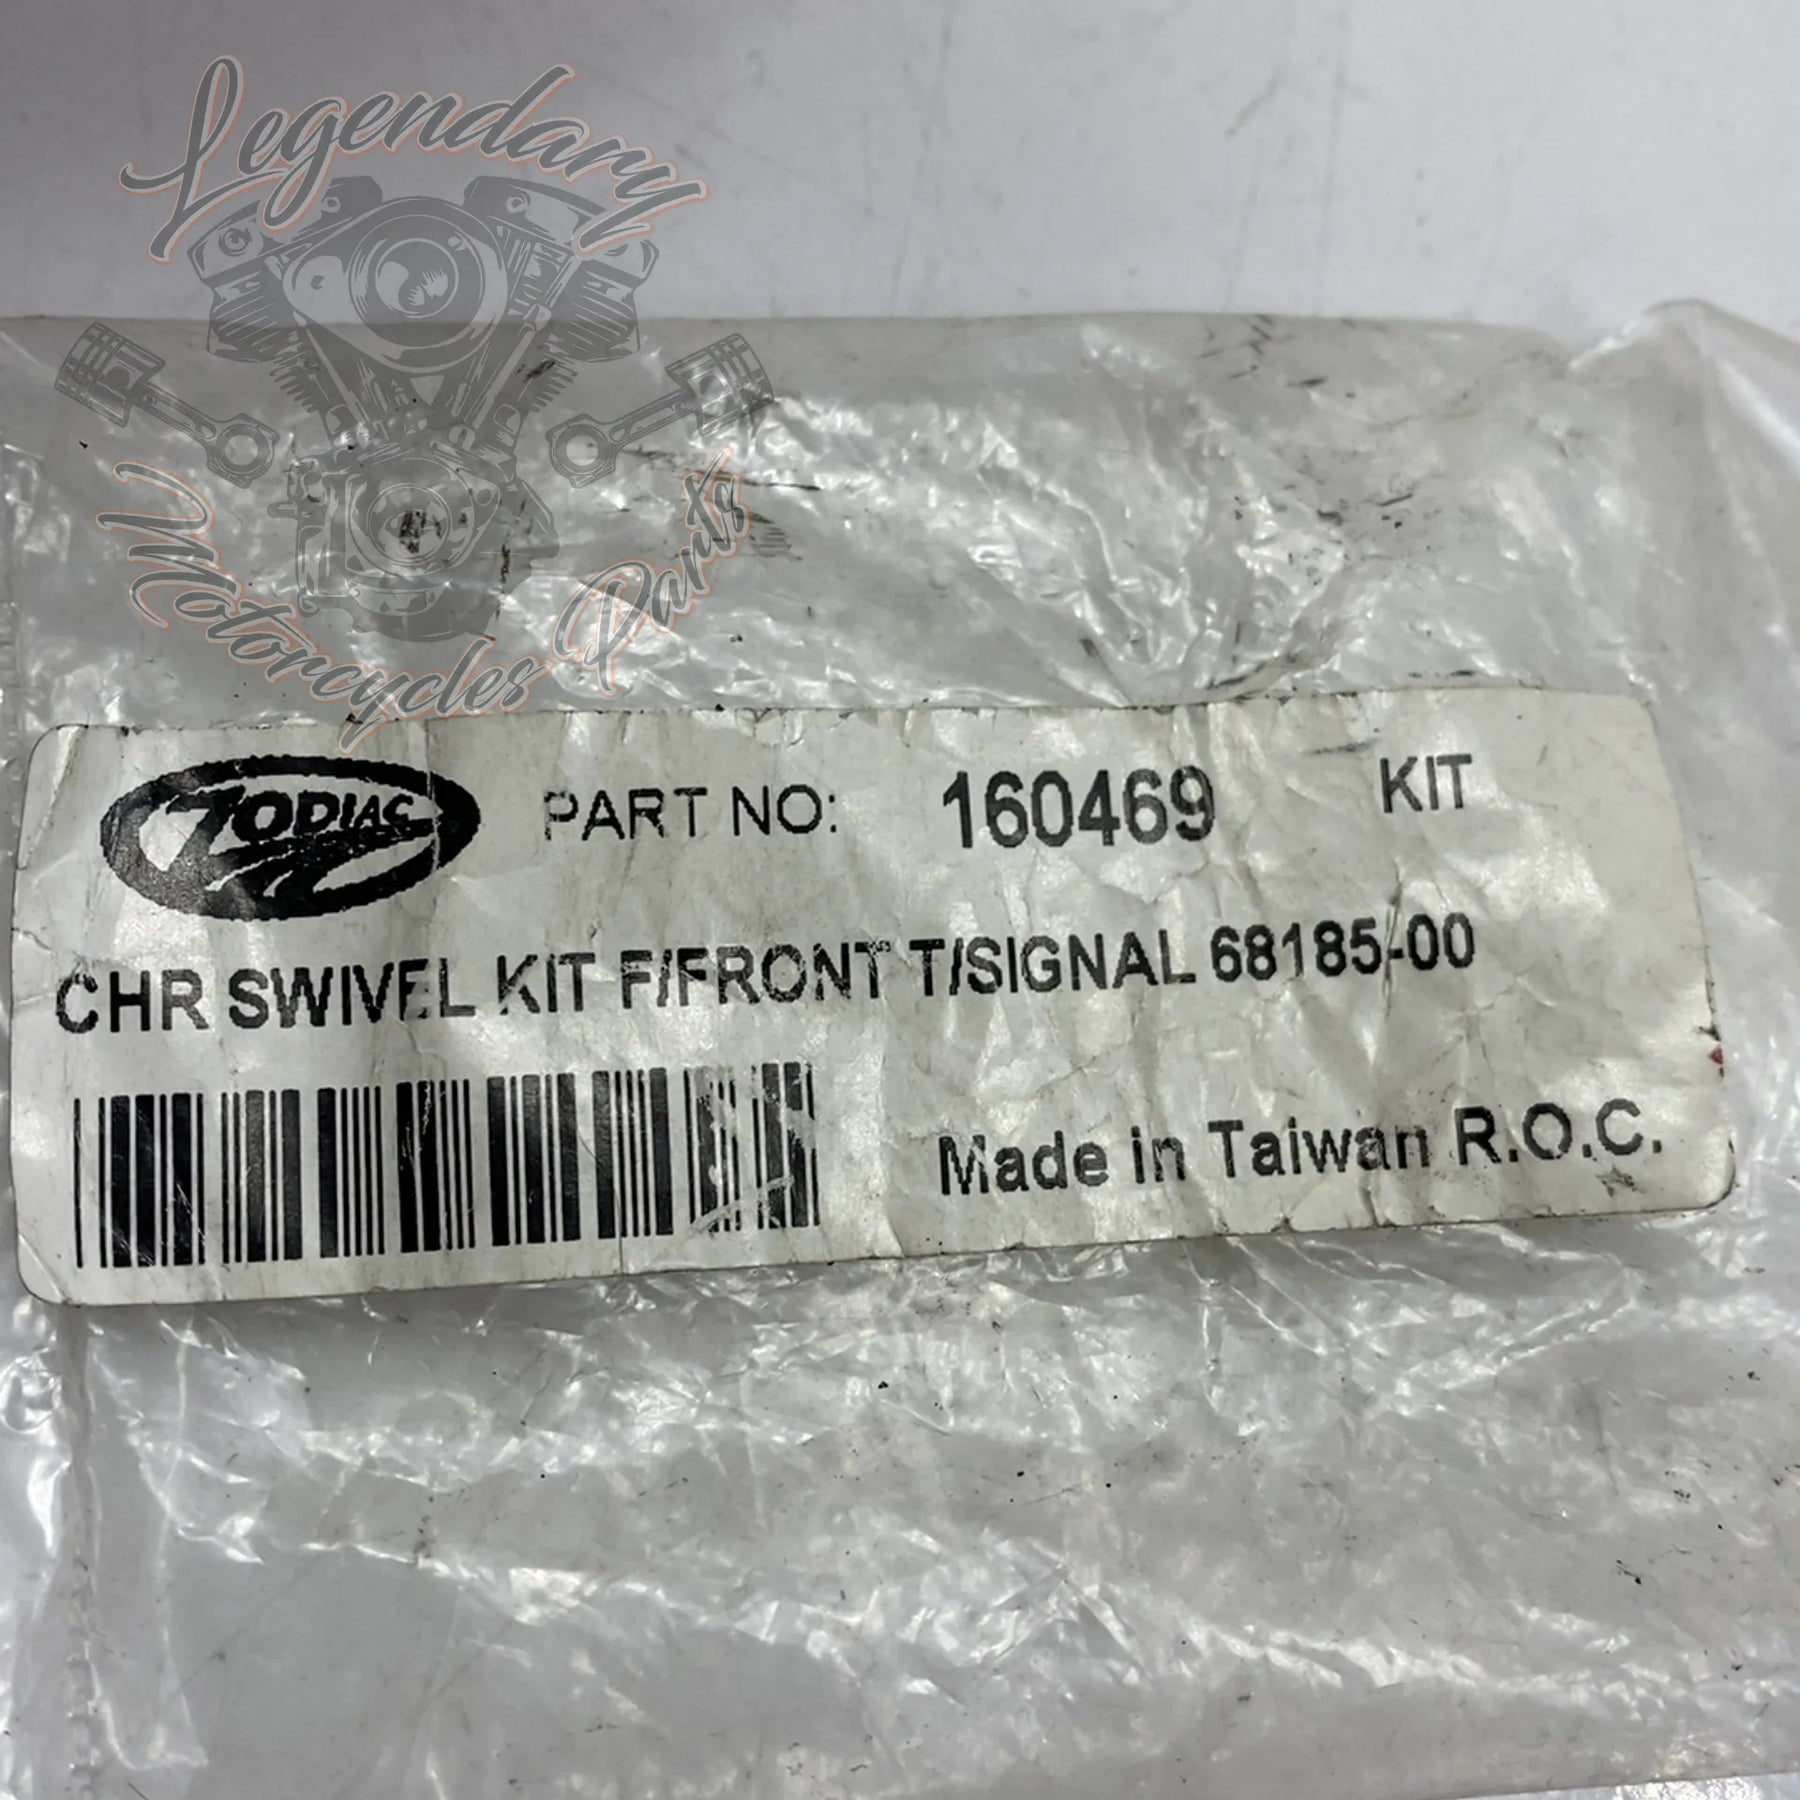 Legendary
Motorcycles Parts
ZODIAC
PART NO: 160469 KIT
CHR SWIVEL KIT F/FRONT T/SIGNAL 68185-00
Made in Taiwan R.O.C.